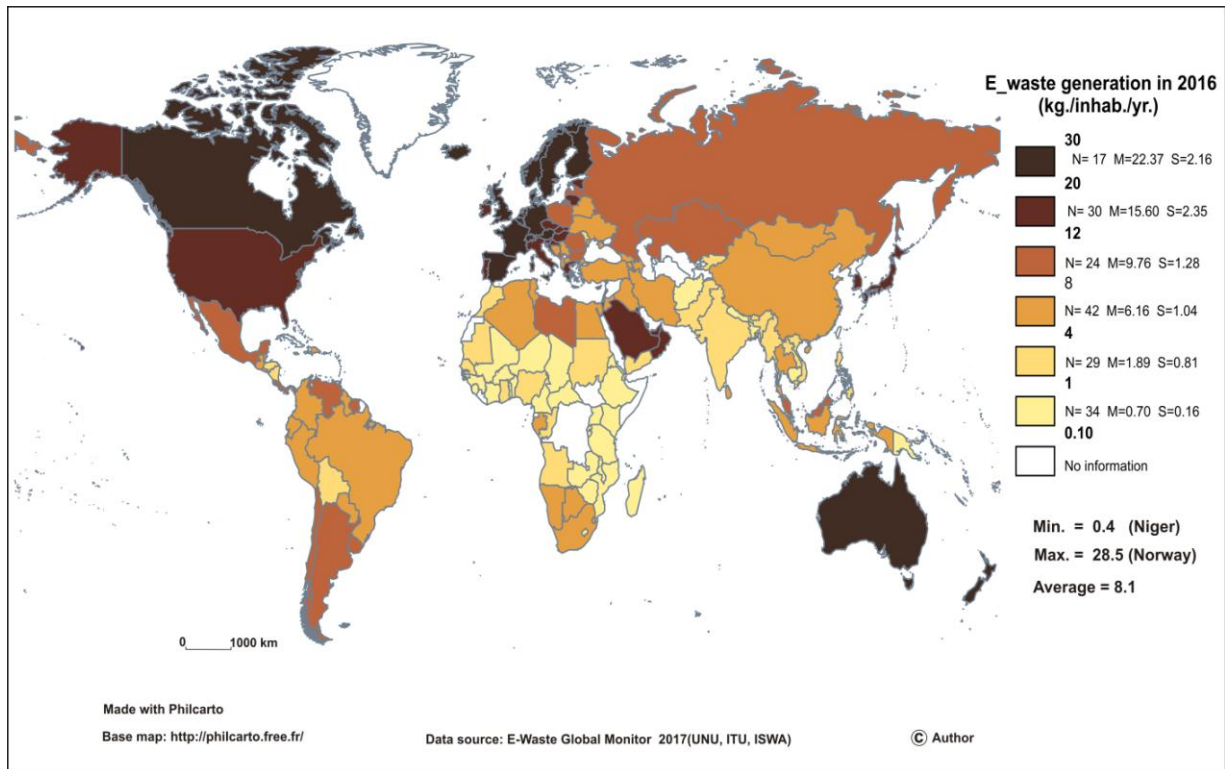 E_waste generation in 2016
(kg./inhab./yr.)
30
N= 17 M=22.37 S=2.16
20
N= 30 M=15.60 S=2.35
12
N= 24 M=9.76 S=1.28
8
N= 42 M=6.16 S=1.04
4
N= 29 M=1.89 S=0.81
1
N= 34 M=0.70 S=0.16
0.10
No information
Min. = 0.4 (Niger)
Max. = 28.5 (Norway)
Average = 8.1
0 1000 km
Made with Philcarto
Base map: http://philcarto.free.fr/
Data source: E-Waste Global Monitor 2017(UNU, ITU, ISWA)
© Author